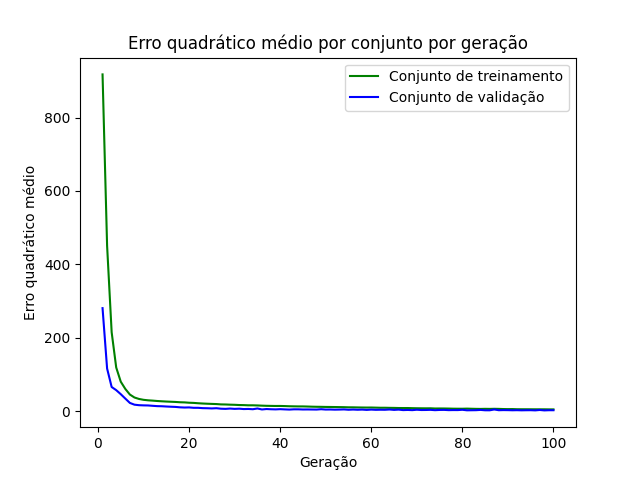 Erro quadrático médio por conjunto por geração
Conjunto de treinamento
Conjunto de validação
Erro quadrático médio
800
600
400
200
0
0 20 40 60 80 100
Geração